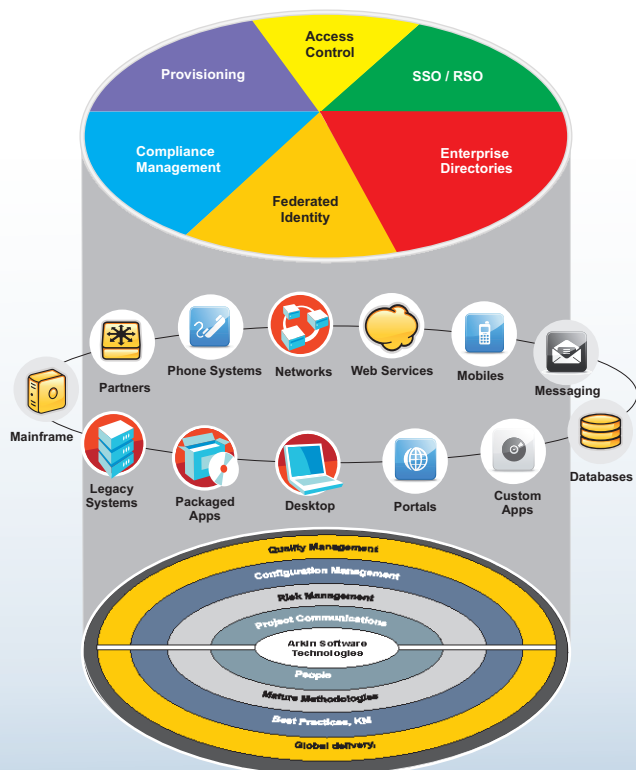 Access
Control
Provisioning
SSO / RSO
Compliance
Management
Enterprise
Directories
Federated
Identity
Partners
Phone Systems
Networks
Web Services
Mobiles
Messaging
Mainframe
Legacy
Systems
Packaged
Apps
Desktop
Portals
Custom
Apps
Databases
Quality Management
Configuration Management
Risk Management
Project Communications
Arkin Software
Technologies
People
Mature Methodologies
Best Practices, KM
Global delivery.